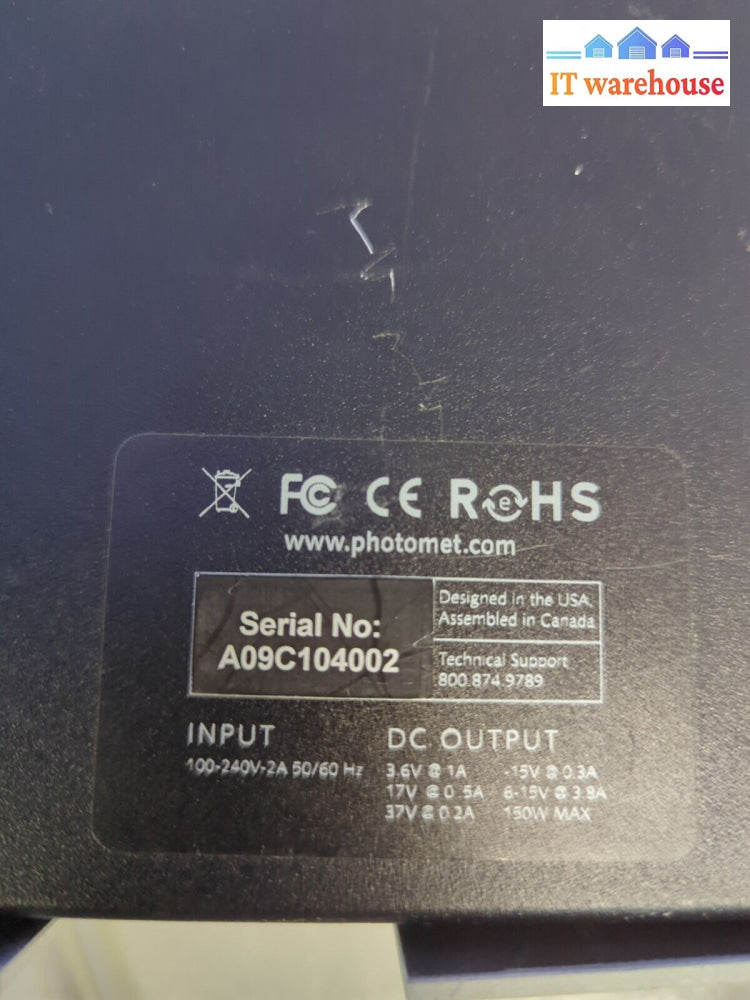 IT warehouse
FC CE RoHS
www.photomet.com
Serial No:
A09C104002
Designed in the USA.
Assembled in Canada
Technical Support
800.874.9789
INPUT
100-240V-2A 50/60 Hz
DC OUTPUT
3.6V @ 1A -15V @ 0.3A
17V @ 0.5A 6-15V @ 3.8A
37V @ 0.2A 150W MAX